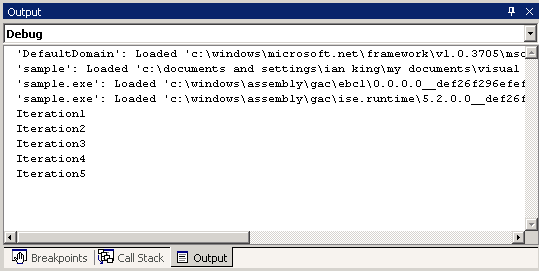 Output
Debug
'DefaultDomain': Loaded 'c:\windows\microsoft.net\framework\v1.0.3705\msc
'sample': Loaded 'c:\documents and settings\ian king\my documents\visual
'sample.exe': Loaded 'c:\windows\assembly\gac\ebcl\0.0.0.0__def26f296efef
'sample.exe': Loaded 'c:\windows\assembly\gac\ise.runtime\5.2.0.0__def26f
Iteration1
Iteration2
Iteration3
Iteration4
Iteration5
Breakpoints Call Stack Output